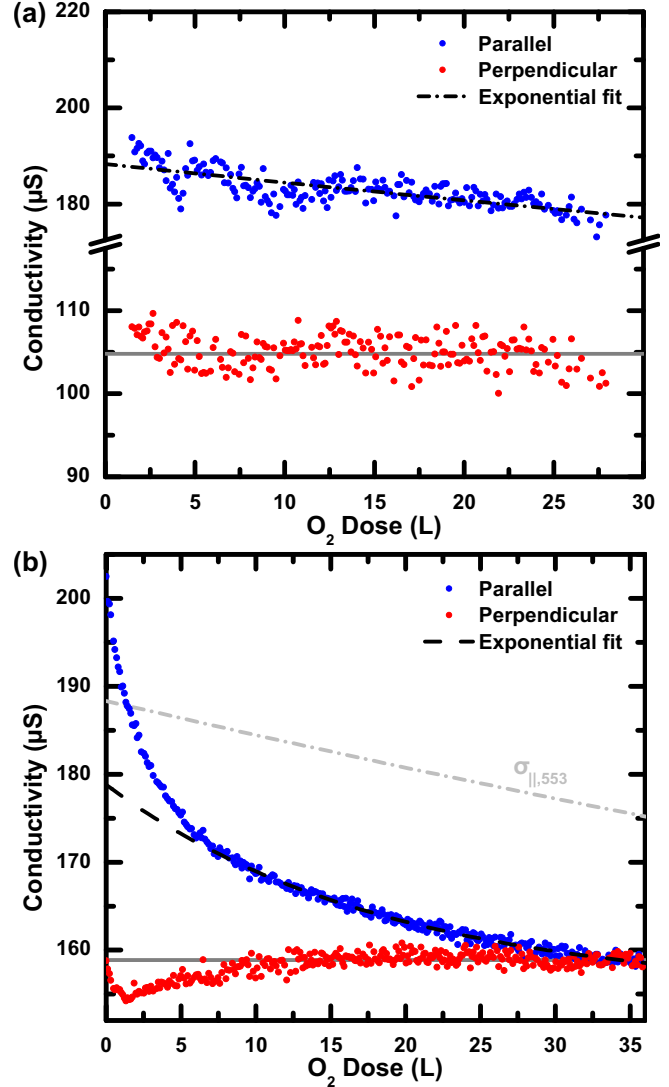 (a)
220
200
180
110
100
90
Conductivity (µS)
Parallel
Perpendicular
Exponential fit
0 5 10 15 20 25 30
O₂ Dose (L)
(b)
200
190
180
170
160
Conductivity (µS)
Parallel
Perpendicular
Exponential fit
σ||,553
0 5 10 15 20 25 30 35
O₂ Dose (L)